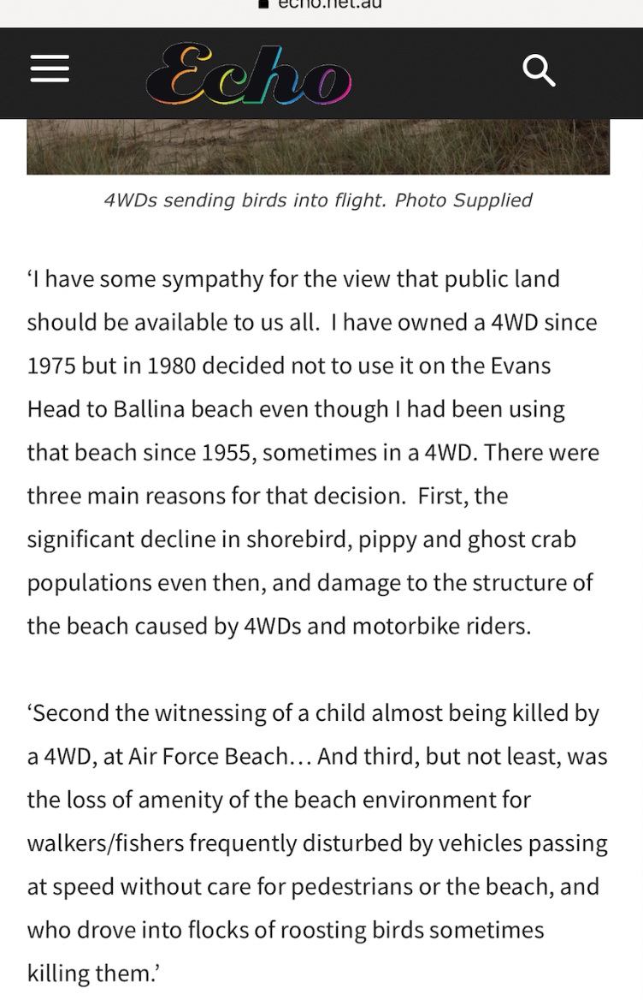 echo.net.au
Echo
4WDs sending birds into flight. Photo Supplied
‘I have some sympathy for the view that public land
should be available to us all.  I have owned a 4WD since
1975 but in 1980 decided not to use it on the Evans
Head to Ballina beach even though I had been using
that beach since 1955, sometimes in a 4WD. There were
three main reasons for that decision.  First, the
significant decline in shorebird, pippy and ghost crab
populations even then, and damage to the structure of
the beach caused by 4WDs and motorbike riders.
‘Second the witnessing of a child almost being killed by
a 4WD, at Air Force Beach… And third, but not least, was
the loss of amenity of the beach environment for
walkers/fishers frequently disturbed by vehicles passing
at speed without care for pedestrians or the beach, and
who drove into flocks of roosting birds sometimes
killing them.’